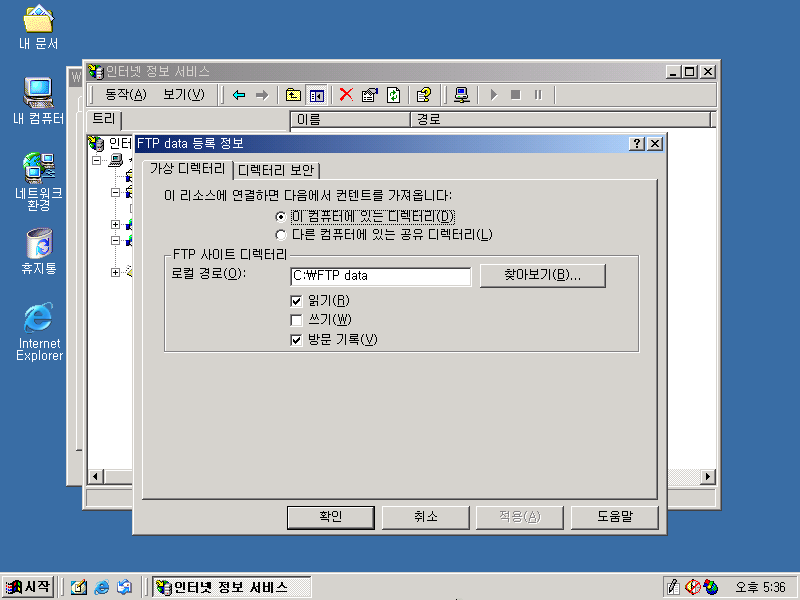 내 문서
내 컴퓨터
네트워크
환경
휴지통
Internet
Explorer
W
인터넷 정보 서비스
동작(A) 보기(V)
트리
이름 경로
인터
FTP data 등록 정보
가상 디렉터리 디렉터리 보안
이 리소스에 연결하면 다음에서 컨텐트를 가져옵니다:
이 컴퓨터에 있는 디렉터리(D)
다른 컴퓨터에 있는 공유 디렉터리(L)
FTP 사이트 디렉터리
로컬 경로(O): C:₩FTP data 찾아보기(B)...
읽기(R)
쓰기(W)
방문 기록(V)
확인 취소 적용(A) 도움말
시작 인터넷 정보 서비스 오후 5:36